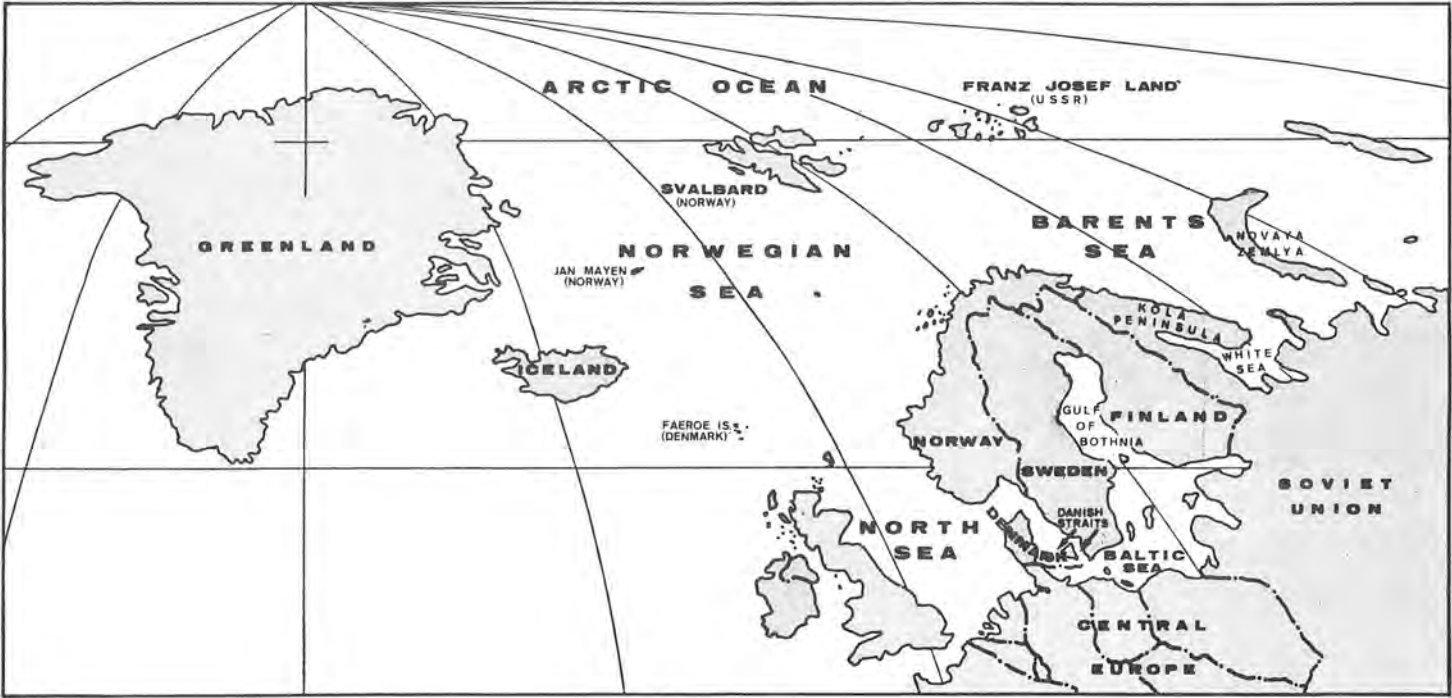 ARCTIC OCEAN
FRANZ JOSEF LAND
(USSR)
SVALBARD
(NORWAY)
BARENTS
SEA
NOVAYA
ZEMLYA
GREENLAND
NORWEGIAN
SEA
JAN MAYEN
(NORWAY)
KOLA
PENINSULA
WHITE
SEA
ICELAND
FAEROE IS.
(DENMARK)
GULF
OF
BOTHNIA
FINLAND
NORWAY
SWEDEN
SOVIET
UNION
NORTH
SEA
DENMARK
DANISH
STRAITS
BALTIC
SEA
CENTRAL
EUROPE